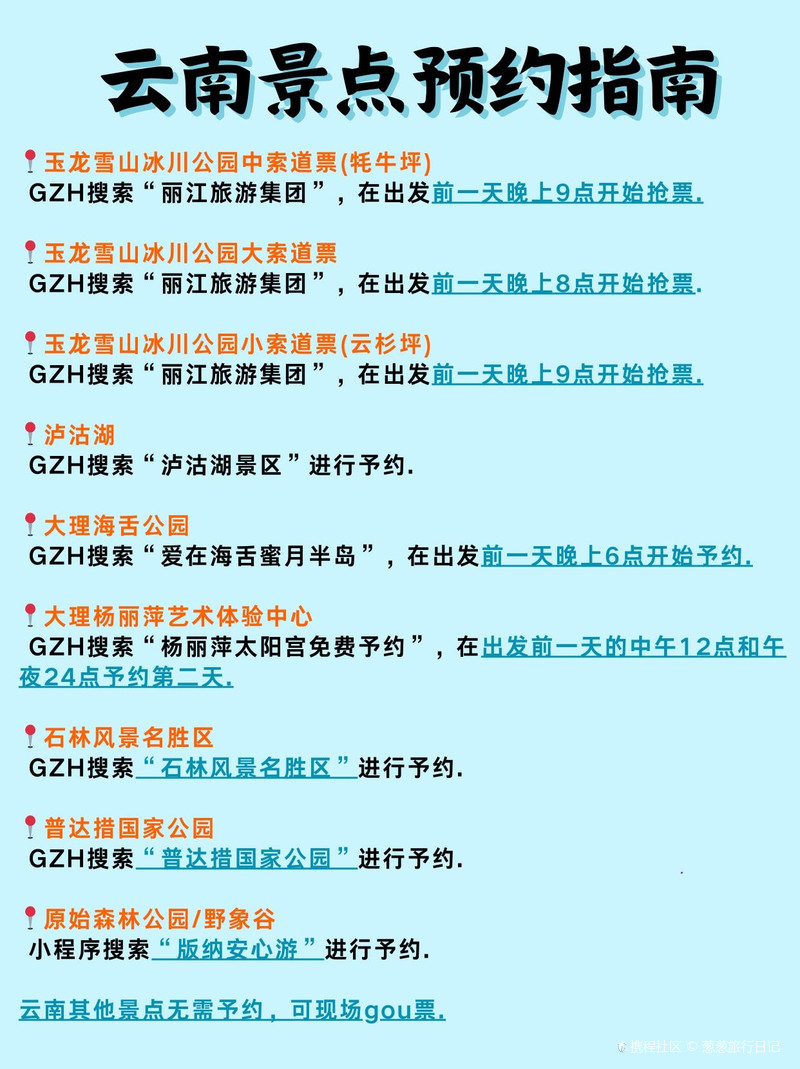 云南景点预约指南
玉龙雪山冰川公园中索道票(牦牛坪)
GZH搜索“丽江旅游集团”，在出发前一天晚上9点开始抢票.
玉龙雪山冰川公园大索道票
GZH搜索“丽江旅游集团”，在出发前一天晚上8点开始抢票.
玉龙雪山冰川公园小索道票(云杉坪)
GZH搜索“丽江旅游集团”，在出发前一天晚上9点开始抢票.
泸沽湖
GZH搜索“泸沽湖景区”进行予约.
大理海舌公园
GZH搜索“爱在海舌蜜月半岛”，在出发前一天晚上6点开始予约.
大理杨丽萍艺术体验中心
GZH搜索“杨丽萍太阳宫免费予约”，在出发前一天的中午12点和午
夜24点予约第二天.
石林风景名胜区
GZH搜索“石林风景名胜区”进行予约.
普达措国家公园
GZH搜索“普达措国家公园”进行予约.
原始森林公园/野象谷
小程序搜索“版纳安心游”进行予约.
云南其他景点无需予约，可现场gou票.
携程社区 © 葱葱旅行日记